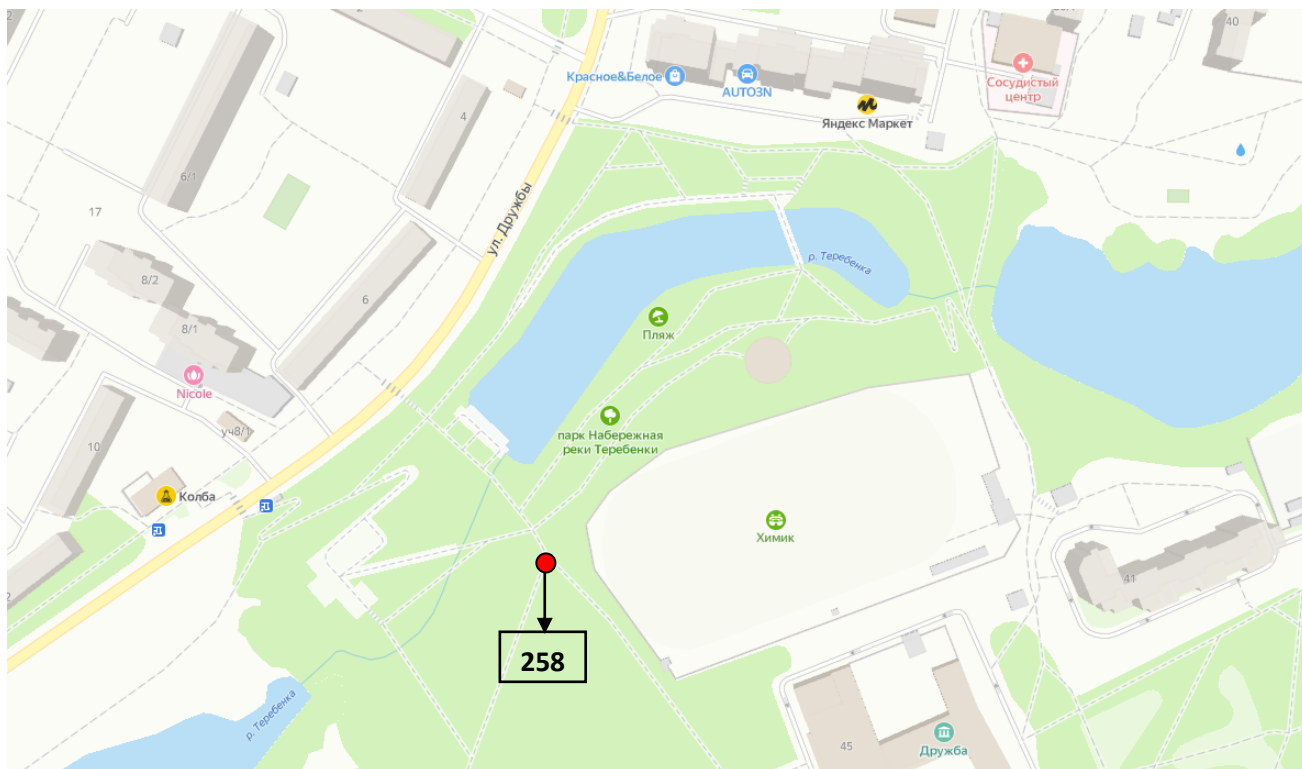 40
Красное&Белое
AUTO3N
Яндекс Маркет
Сосудистый
центр
4
6/1
17
ул. Дружбы
р. Теребенка
8/2
6
8/1
Пляж
Nicole
уч8/1
парк Набережная
реки Теребенки
10
Колба
Химик
41
258
р. Теребенка
45
Дружба